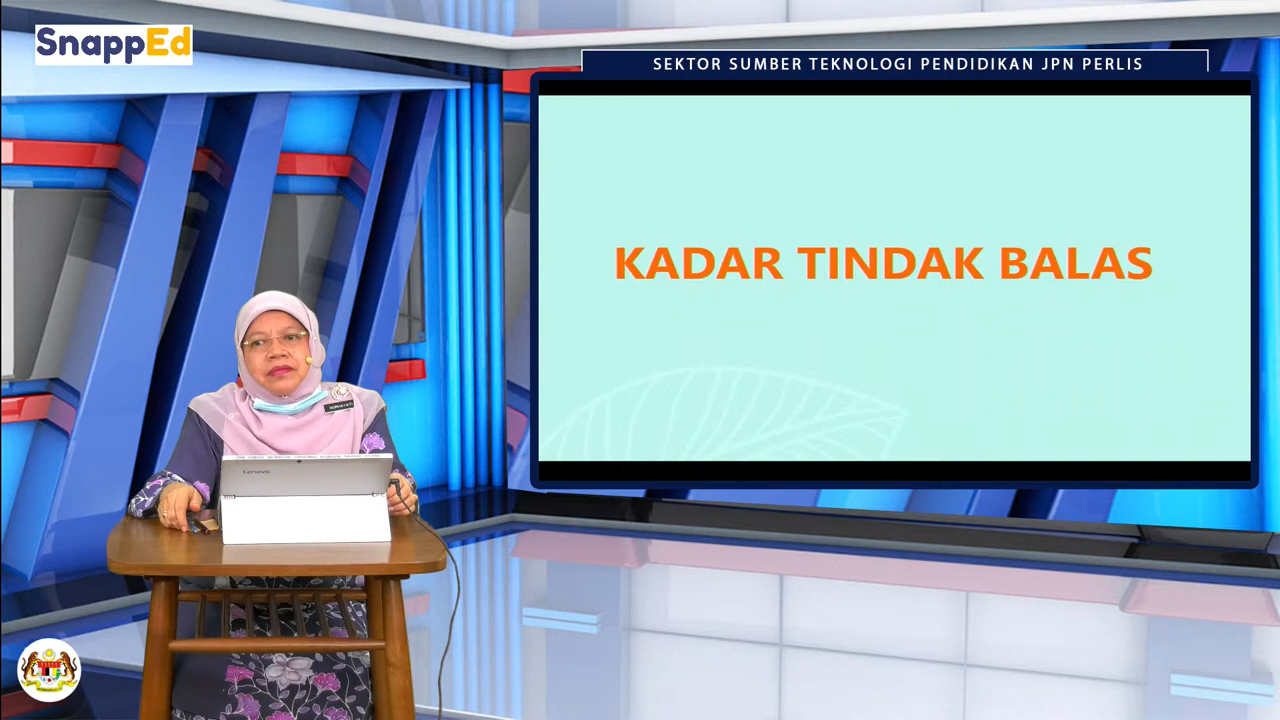 SnappEd
SEKTOR SUMBER TEKNOLOGI PENDIDIKAN JPN PERLIS
KADAR TINDAK BALAS
Lenovo